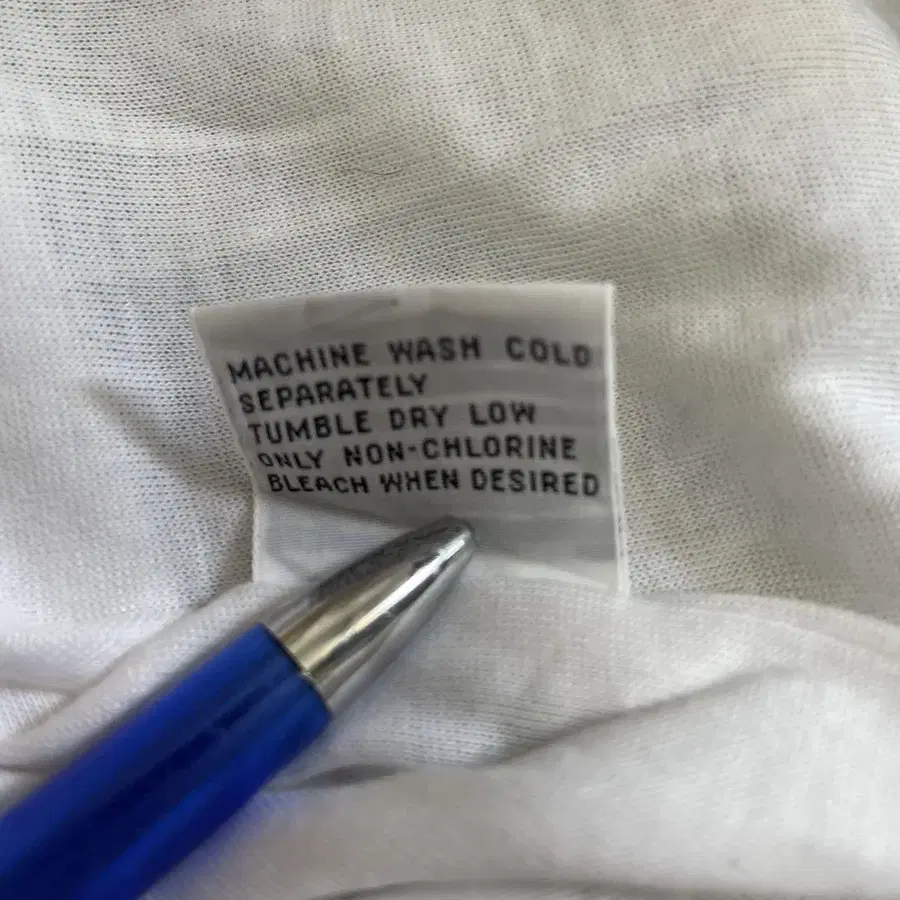 MACHINE WASH COLD
SEPARATELY
TUMBLE DRY LOW
ONLY NON-CHLORINE
BLEACH WHEN DESIRED